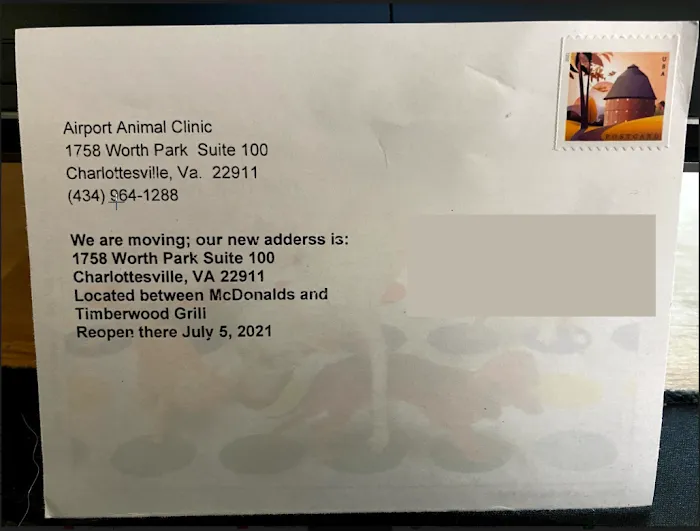 Airport Animal Clinic
1758 Worth Park Suite 100
Charlottesville, Va. 22911
(434) 964-1288
We are moving; our new adderss is:
1758 Worth Park Suite 100
Charlottesville, VA 22911
Located between McDonalds and
Timberwood Grill
Reopen there July 5, 2021
USA
POSTCARD